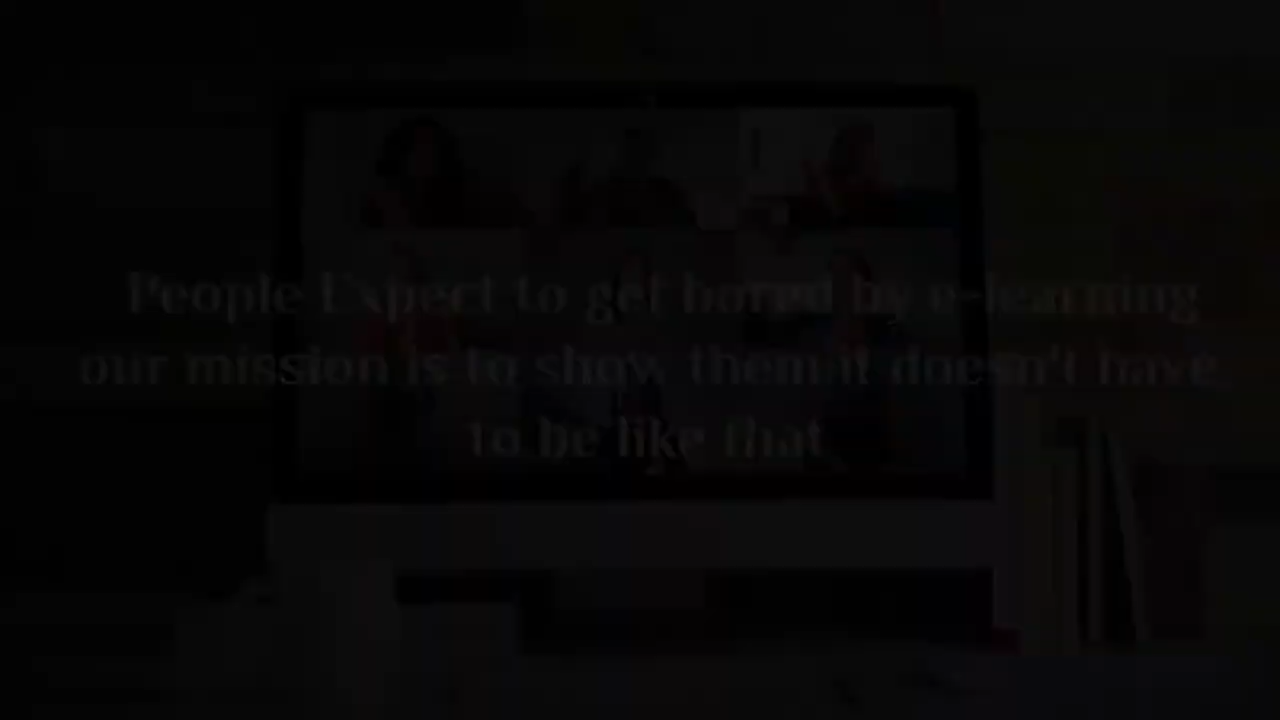 People Expect to get bored by e-learning
our mission is to show them it doesn't have
to be like that